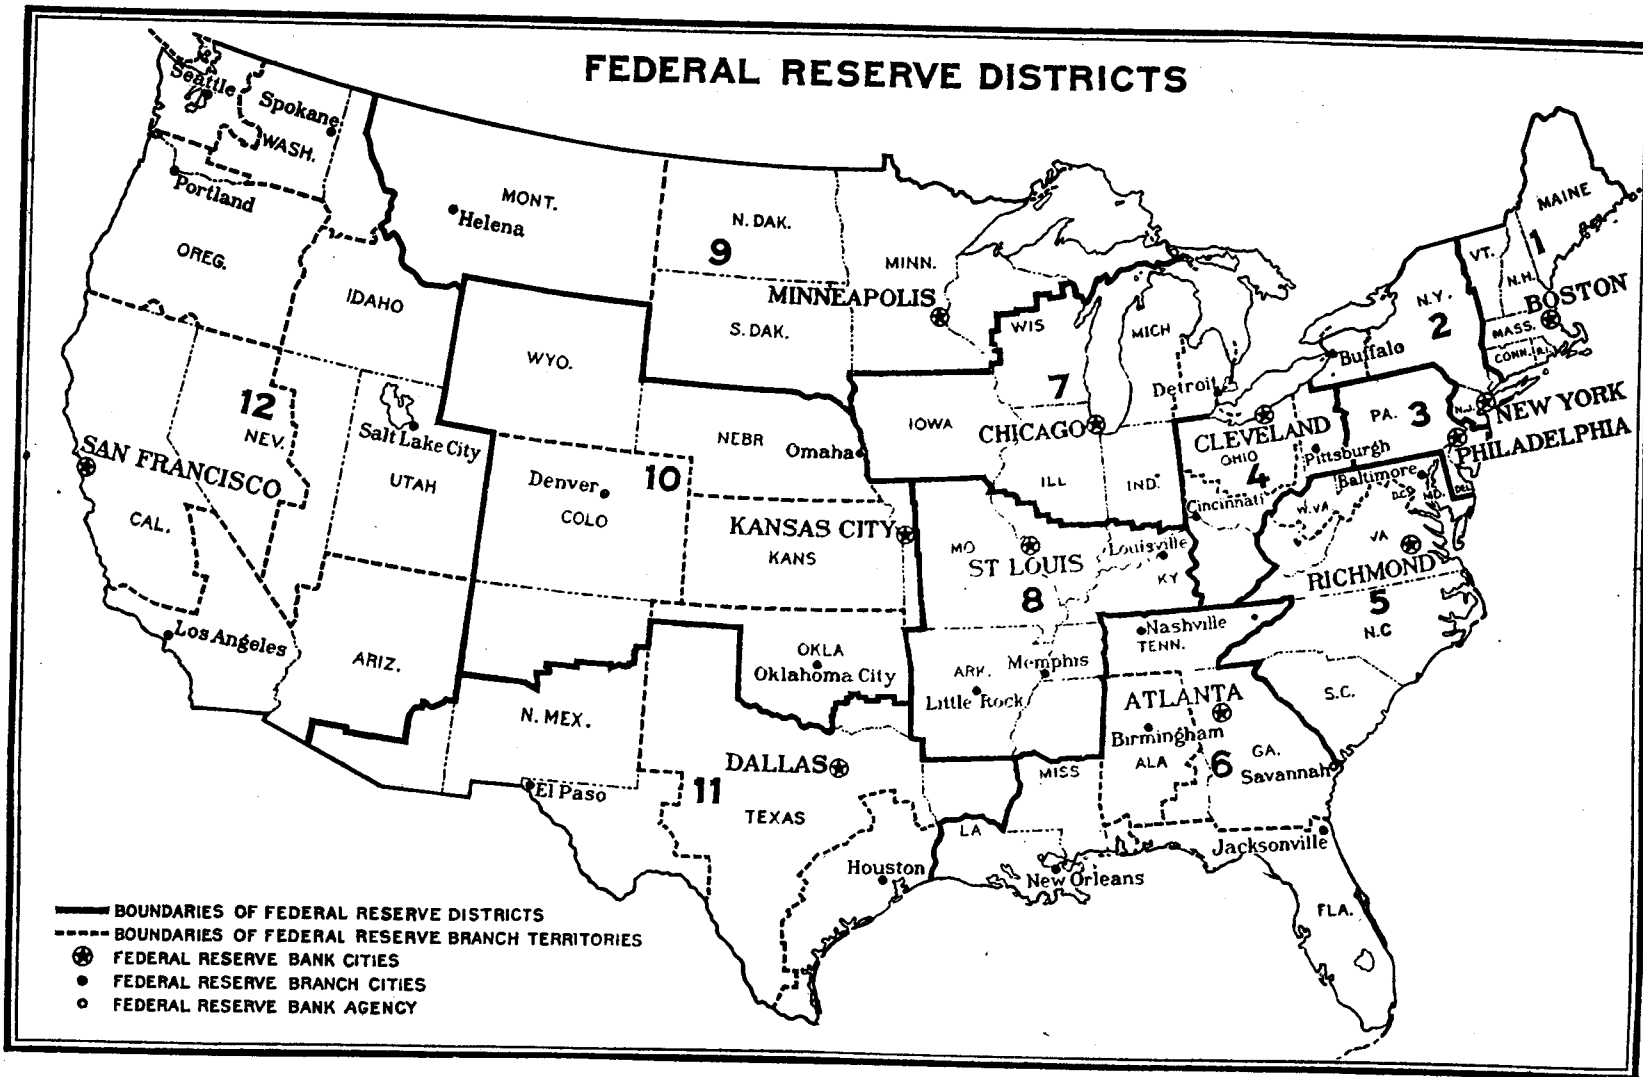 FEDERAL RESERVE DISTRICTS
Seattle
Spokane
WASH.
Portland
OREG.
MONT.
Helena
IDAHO
N. DAK.
9
MINN.
MINNEAPOLIS
S. DAK.
WYO.
WIS
MICH
7
Detroit
MAINE
1
VT.
N.H.
BOSTON
MASS.
CONN.
R.I.
N.Y.
2
Buffalo
N.J.
NEW YORK
PA.
3
PHILADELPHIA
12
NEV.
SAN FRANCISCO
CAL.
Salt Lake City
UTAH
NEBR
Omaha
IOWA
CHICAGO
ILL
IND.
CLEVELAND
OHIO
4
Pittsburgh
Cincinnati
Baltimore
D.C.
MD.
DEL
W.VA
VA
RICHMOND
5
N.C
S.C.
Denver
COLO
10
KANSAS CITY
KANS
MO
ST LOUIS
8
Louisville
KY
Los Angeles
ARIZ.
N. MEX.
OKLA
Oklahoma City
ARK.
Little Rock
Memphis
Nashville
TENN.
ATLANTA
Birmingham
ALA
6
GA.
Savannah
MISS
DALLAS
11
TEXAS
El Paso
Houston
LA
New Orleans
Jacksonville
FLA.
BOUNDARIES OF FEDERAL RESERVE DISTRICTS
BOUNDARIES OF FEDERAL RESERVE BRANCH TERRITORIES
FEDERAL RESERVE BANK CITIES
FEDERAL RESERVE BRANCH CITIES
FEDERAL RESERVE BANK AGENCY